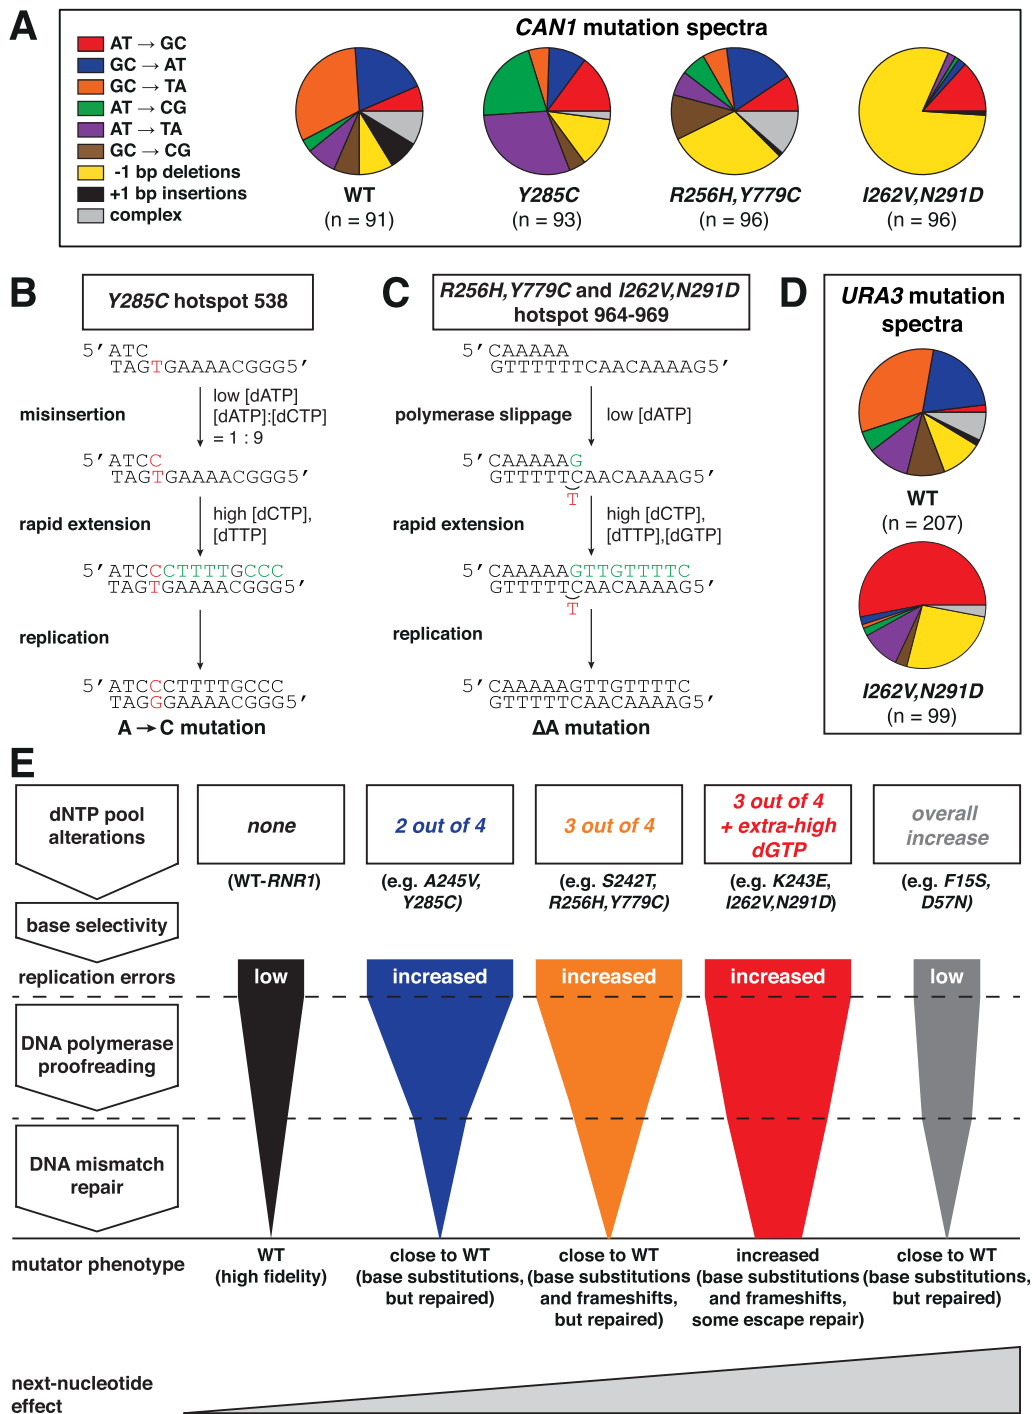 A
CAN1 mutation spectra
AT → GC
GC → AT
GC → TA
AT → CG
AT → TA
GC → CG
-1 bp deletions
+1 bp insertions
complex
WT
(n = 91)
Y285C
(n = 93)
R256H,Y779C
(n = 96)
I262V,N291D
(n = 96)
B
Y285C hotspot 538
5′ATC
TAGTGAAAACGGG5′
misinsertion
low [dATP]
[dATP]:[dCTP]
= 1 : 9
5′ATCC
TAGTGAAAACGGG5′
rapid extension
high [dCTP],
[dTTP]
5′ATCCCTTTTGCCC
TAGTGAAAACGGG5′
replication
5′ATCCCTTTTGCCC
TAGGGAAAACGGG5′
A → C mutation
C
R256H,Y779C and I262V,N291D
hotspot 964-969
5′CAAAAA
GTTTTTTCAACAAAAG5′
polymerase slippage
low [dATP]
5′CAAAAAG
GTTTTTCAACAAAAG5′
T
rapid extension
high [dCTP],
[dTTP],[dGTP]
5′CAAAAAGTTGTTTTC
GTTTTTCAACAAAAG5′
T
replication
5′CAAAAAGTTGTTTTC
GTTTTTCAACAAAAG5′
ΔA mutation
D
URA3 mutation
spectra
WT
(n = 207)
I262V,N291D
(n = 99)
E
dNTP pool
alterations
none
2 out of 4
3 out of 4
3 out of 4
+ extra-high
dGTP
overall
increase
(WT-RNR1)
(e.g. A245V,
Y285C)
(e.g. S242T,
R256H,Y779C)
(e.g. K243E,
I262V,N291D)
(e.g. F15S,
D57N)
base selectivity
replication errors
low
increased
increased
increased
low
DNA polymerase
proofreading
DNA mismatch
repair
mutator phenotype
WT
(high fidelity)
close to WT
(base substitutions,
but repaired)
close to WT
(base substitutions
and frameshifts,
but repaired)
increased
(base substitutions
and frameshifts,
some escape repair)
close to WT
(base substitutions,
but repaired)
next-nucleotide
effect